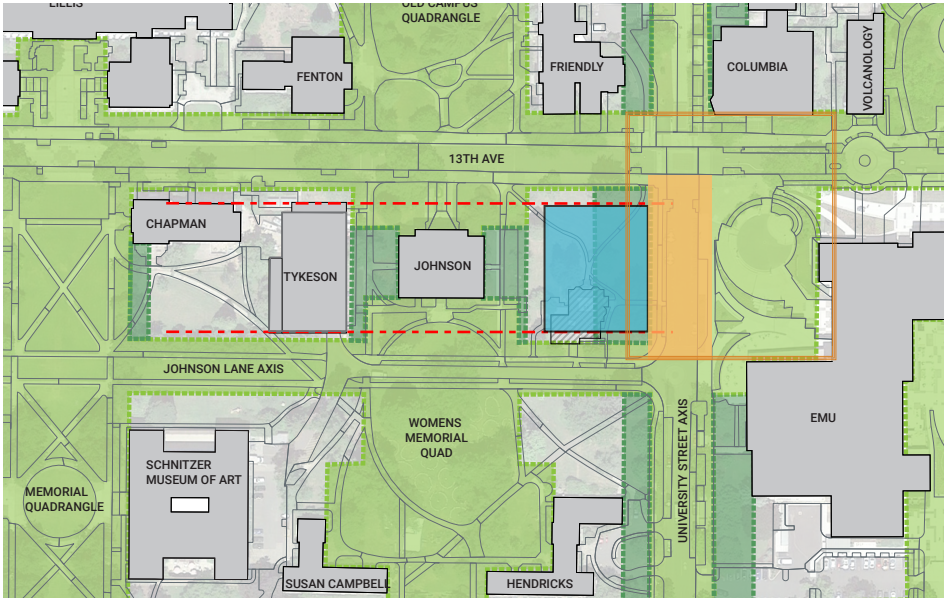 LILLIS
OLD CAMPUS
QUADRANGLE
FENTON
FRIENDLY
COLUMBIA
VOLCANOLOGY
13TH AVE
CHAPMAN
TYKESON
JOHNSON
JOHNSON LANE AXIS
WOMENS
MEMORIAL
QUAD
EMU
SCHNITZER
MUSEUM OF ART
MEMORIAL
QUADRANGLE
UNIVERSITY STREET AXIS
SUSAN CAMPBELL
HENDRICKS